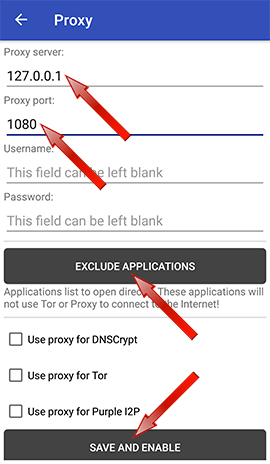 Proxy
Proxy server:
127.0.0.1
Proxy port:
1080
Username:
This field can be left blank
Password:
This field can be left blank
EXCLUDE APPLICATIONS
Applications list to open directly. These applications will
not use Tor or Proxy to connect to the Internet!
Use proxy for DNSCrypt
Use proxy for Tor
Use proxy for Purple I2P
SAVE AND ENABLE